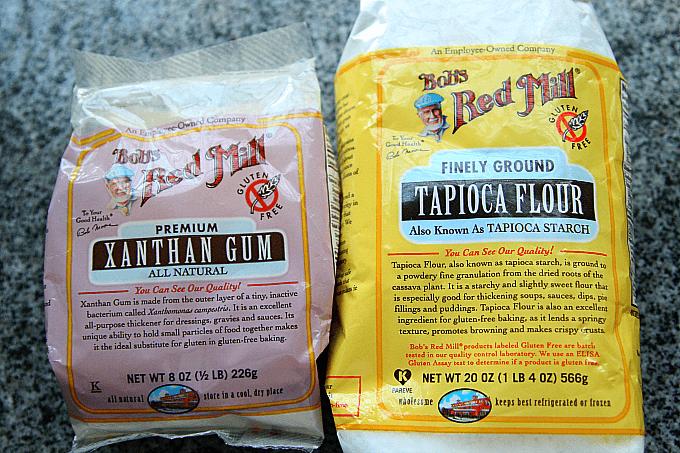 An Employee-Owned Company
Bob's
Red Mill®
To Your
Good Health®
Bob Moore
GLUTEN
FREE
PREMIUM
XANTHAN GUM
ALL NATURAL
You Can See Our Quality!
Xanthan Gum is made from the outer layer of a tiny, inactive
bacterium called Xanthomonas campestris. It is an excellent
all-purpose thickener for dressings, gravies and sauces. Its
unique ability to hold small particles of food together makes
it the ideal substitute for gluten in gluten-free baking.
K
NET WT 8 OZ (½ LB) 226g
all natural
store in a cool, dry place
An Employee-Owned Company
Bob's
Red Mill®
To Your
Good Health®
Bob Moore
GLUTEN
FREE
FINELY GROUND
TAPIOCA FLOUR
Also Known As TAPIOCA STARCH
You Can See Our Quality!
Tapioca Flour, also known as tapioca starch, is ground to
a powdery fine granulation from the dried roots of the
cassava plant. It is a starchy and slightly sweet flour that
is especially good for thickening soups, sauces, dips, pie
fillings and puddings. Tapioca Flour is also an excellent
ingredient for gluten-free baking, as it lends a springy
texture, promotes browning and makes crispy crusts.
Bob's Red Mill® products labeled Gluten Free are batch
tested in our quality control laboratory. We use an ELISA
Gluten Assay test to determine if a product is gluten free.
K
PAREVE
NET WT 20 OZ (1 LB 4 OZ) 566g
wholesome
keeps best refrigerated or frozen